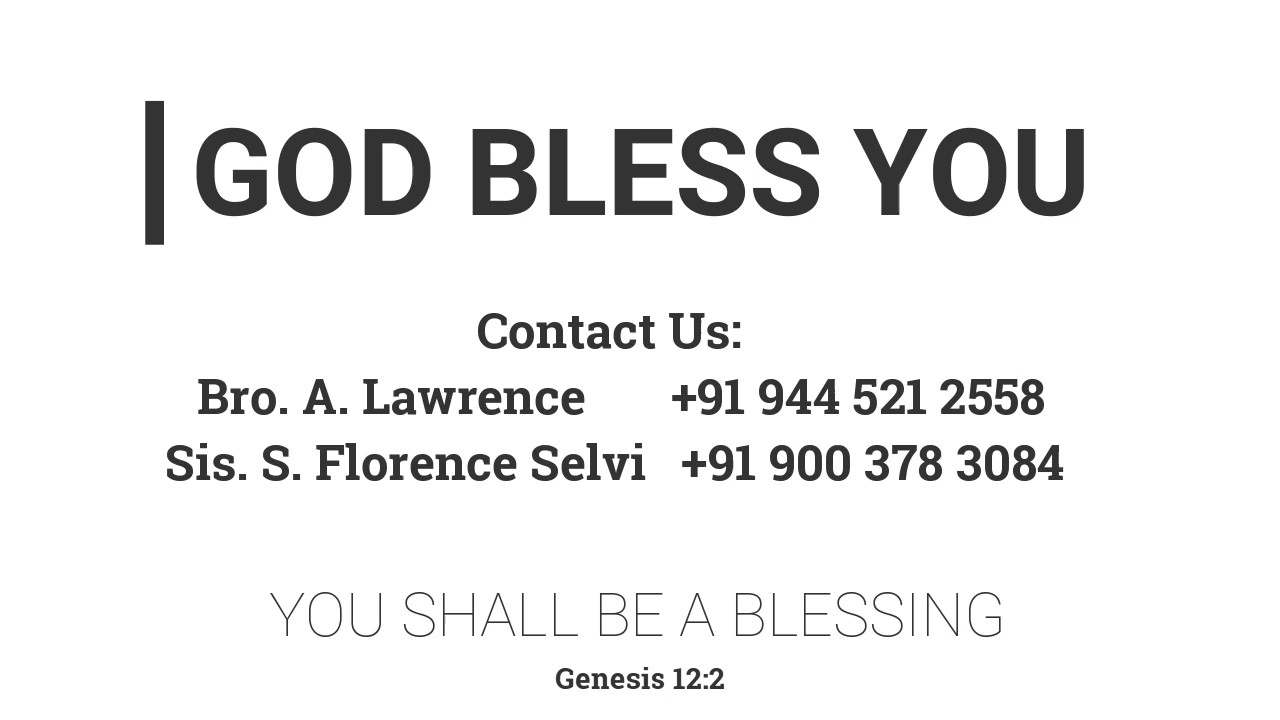 GOD BLESS YOU
Contact Us:
Bro. A. Lawrence +91 944 521 2558
Sis. S. Florence Selvi +91 900 378 3084
YOU SHALL BE A BLESSING
Genesis 12:2